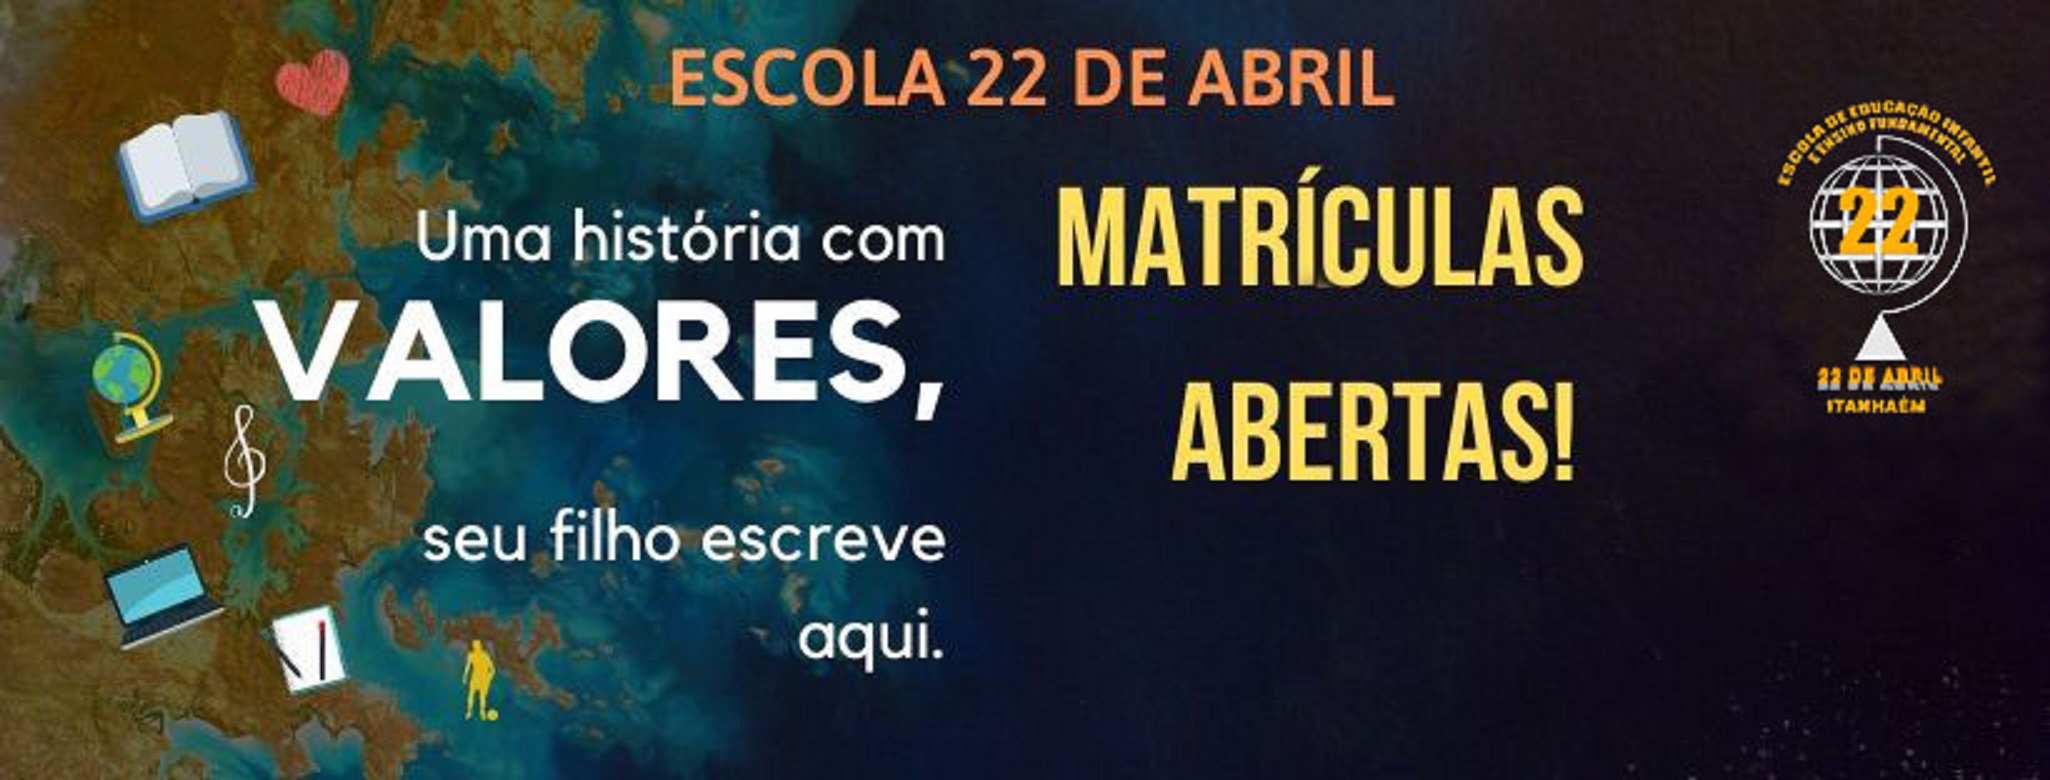 ESCOLA 22 DE ABRIL
Uma história com
VALORES,
seu filho escreve
aqui.
MATRÍCULAS
ABERTAS!
ESCOLA DE EDUCAÇÃO INFANTIL
E ENSINO FUNDAMENTAL
22
22 DE ABRIL
ITANHAÉM